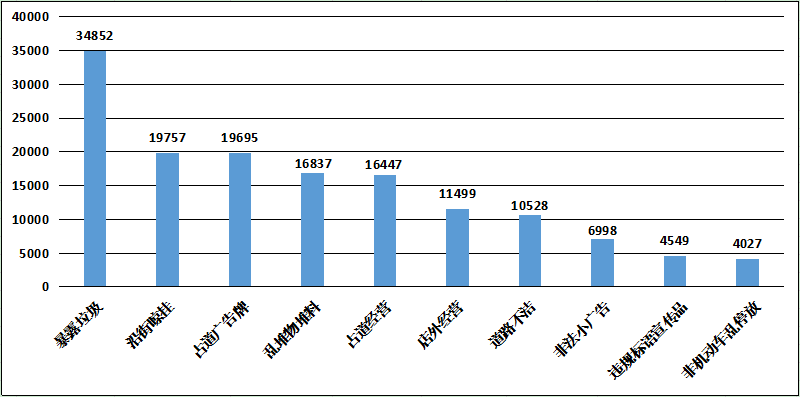 40000
35000
30000
25000
20000
15000
10000
5000
0
34852
19757
19695
16837
16447
11499
10528
6998
4549
4027
暴露垃圾
沿街晾挂
占道广告牌
乱堆物堆料
占道经营
店外经营
道路不洁
非法小广告
违规标语宣传品
非机动车乱停放